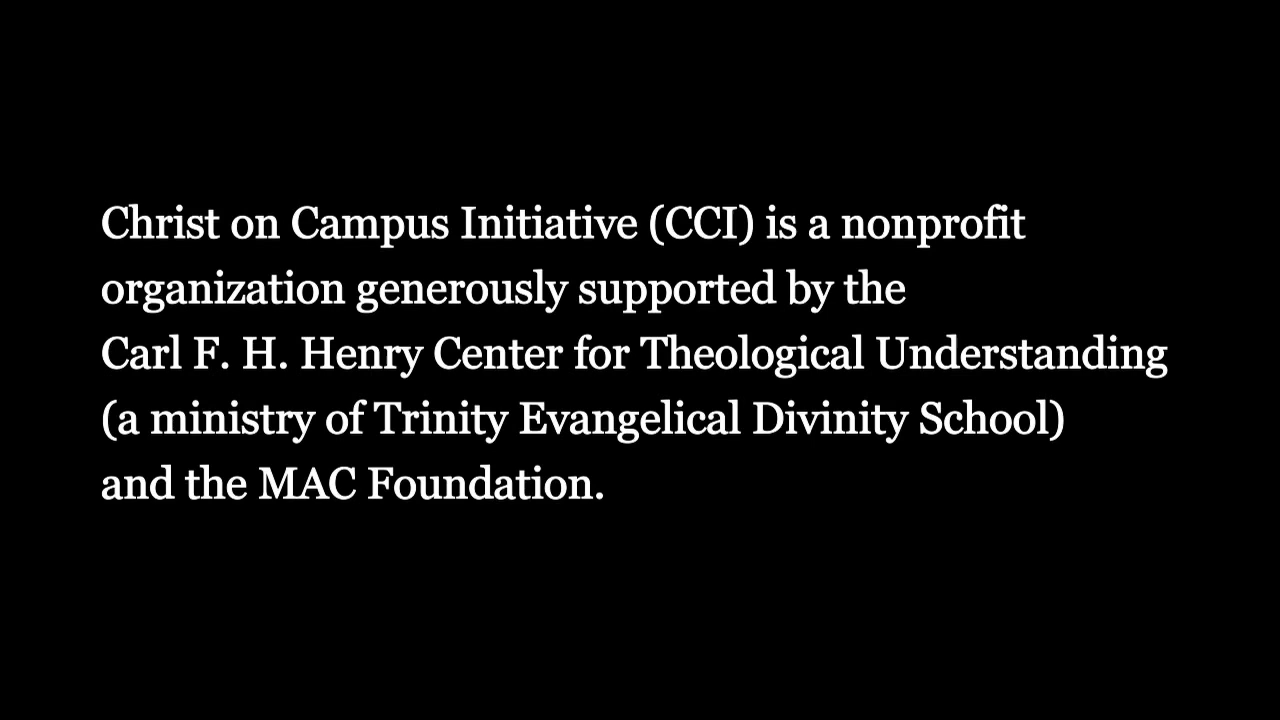 Christ on Campus Initiative (CCI) is a nonprofit
organization generously supported by the
Carl F. H. Henry Center for Theological Understanding
(a ministry of Trinity Evangelical Divinity School)
and the MAC Foundation.